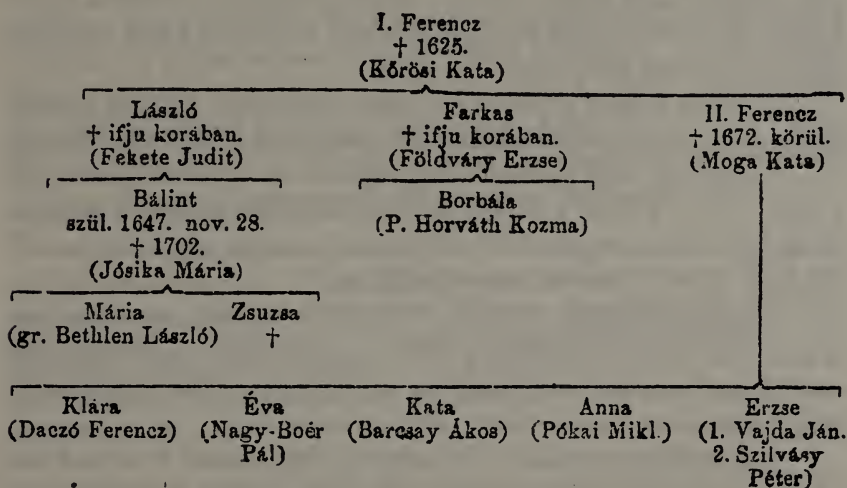 I. Ferencz
† 1625.
(Kőrösi Kata)
László Farkas II. Ferencz
† ifju korában. † ifju korában. † 1672. körül.
(Fekete Judit) (Földváry Erzse) (Moga Kata)
Bálint Borbála
szül. 1647. nov. 28. (P. Horváth Kozma)
† 1702.
(Jósika Mária)
Mária Zsuzsa
(gr. Bethlen László) †
Klára Éva Kata Anna Erzse
(Daczó Ferencz) (Nagy-Boér (Barcsay Ákos) (Pókai Mikl.) (1. Vajda Ján.
Pál) 2. Szilvásy
Péter)